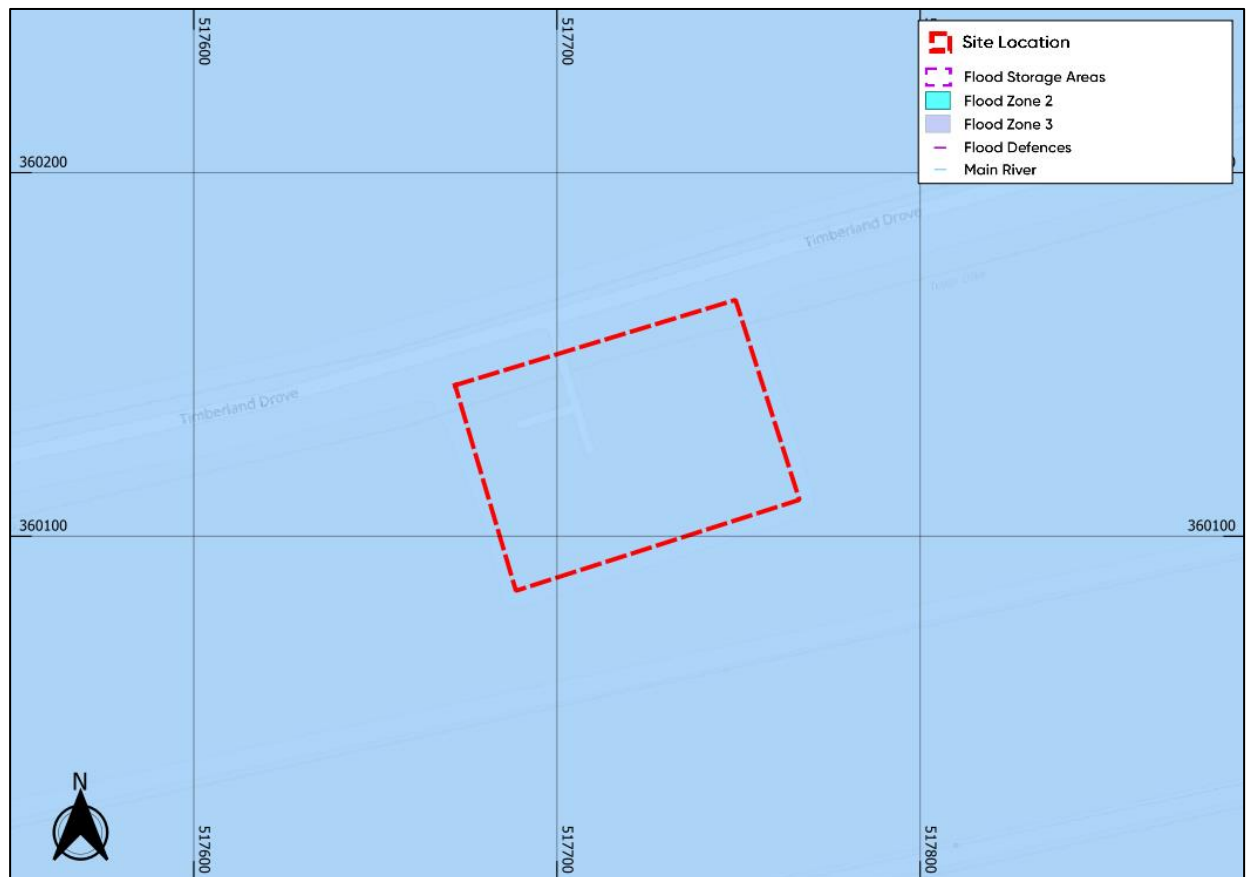 517600
517700
Site Location
Flood Storage Areas
Flood Zone 2
Flood Zone 3
Flood Defences
Main River
360200
Timberland Drove
Timberland Drove
360100
360100
N
517600
517700
517800